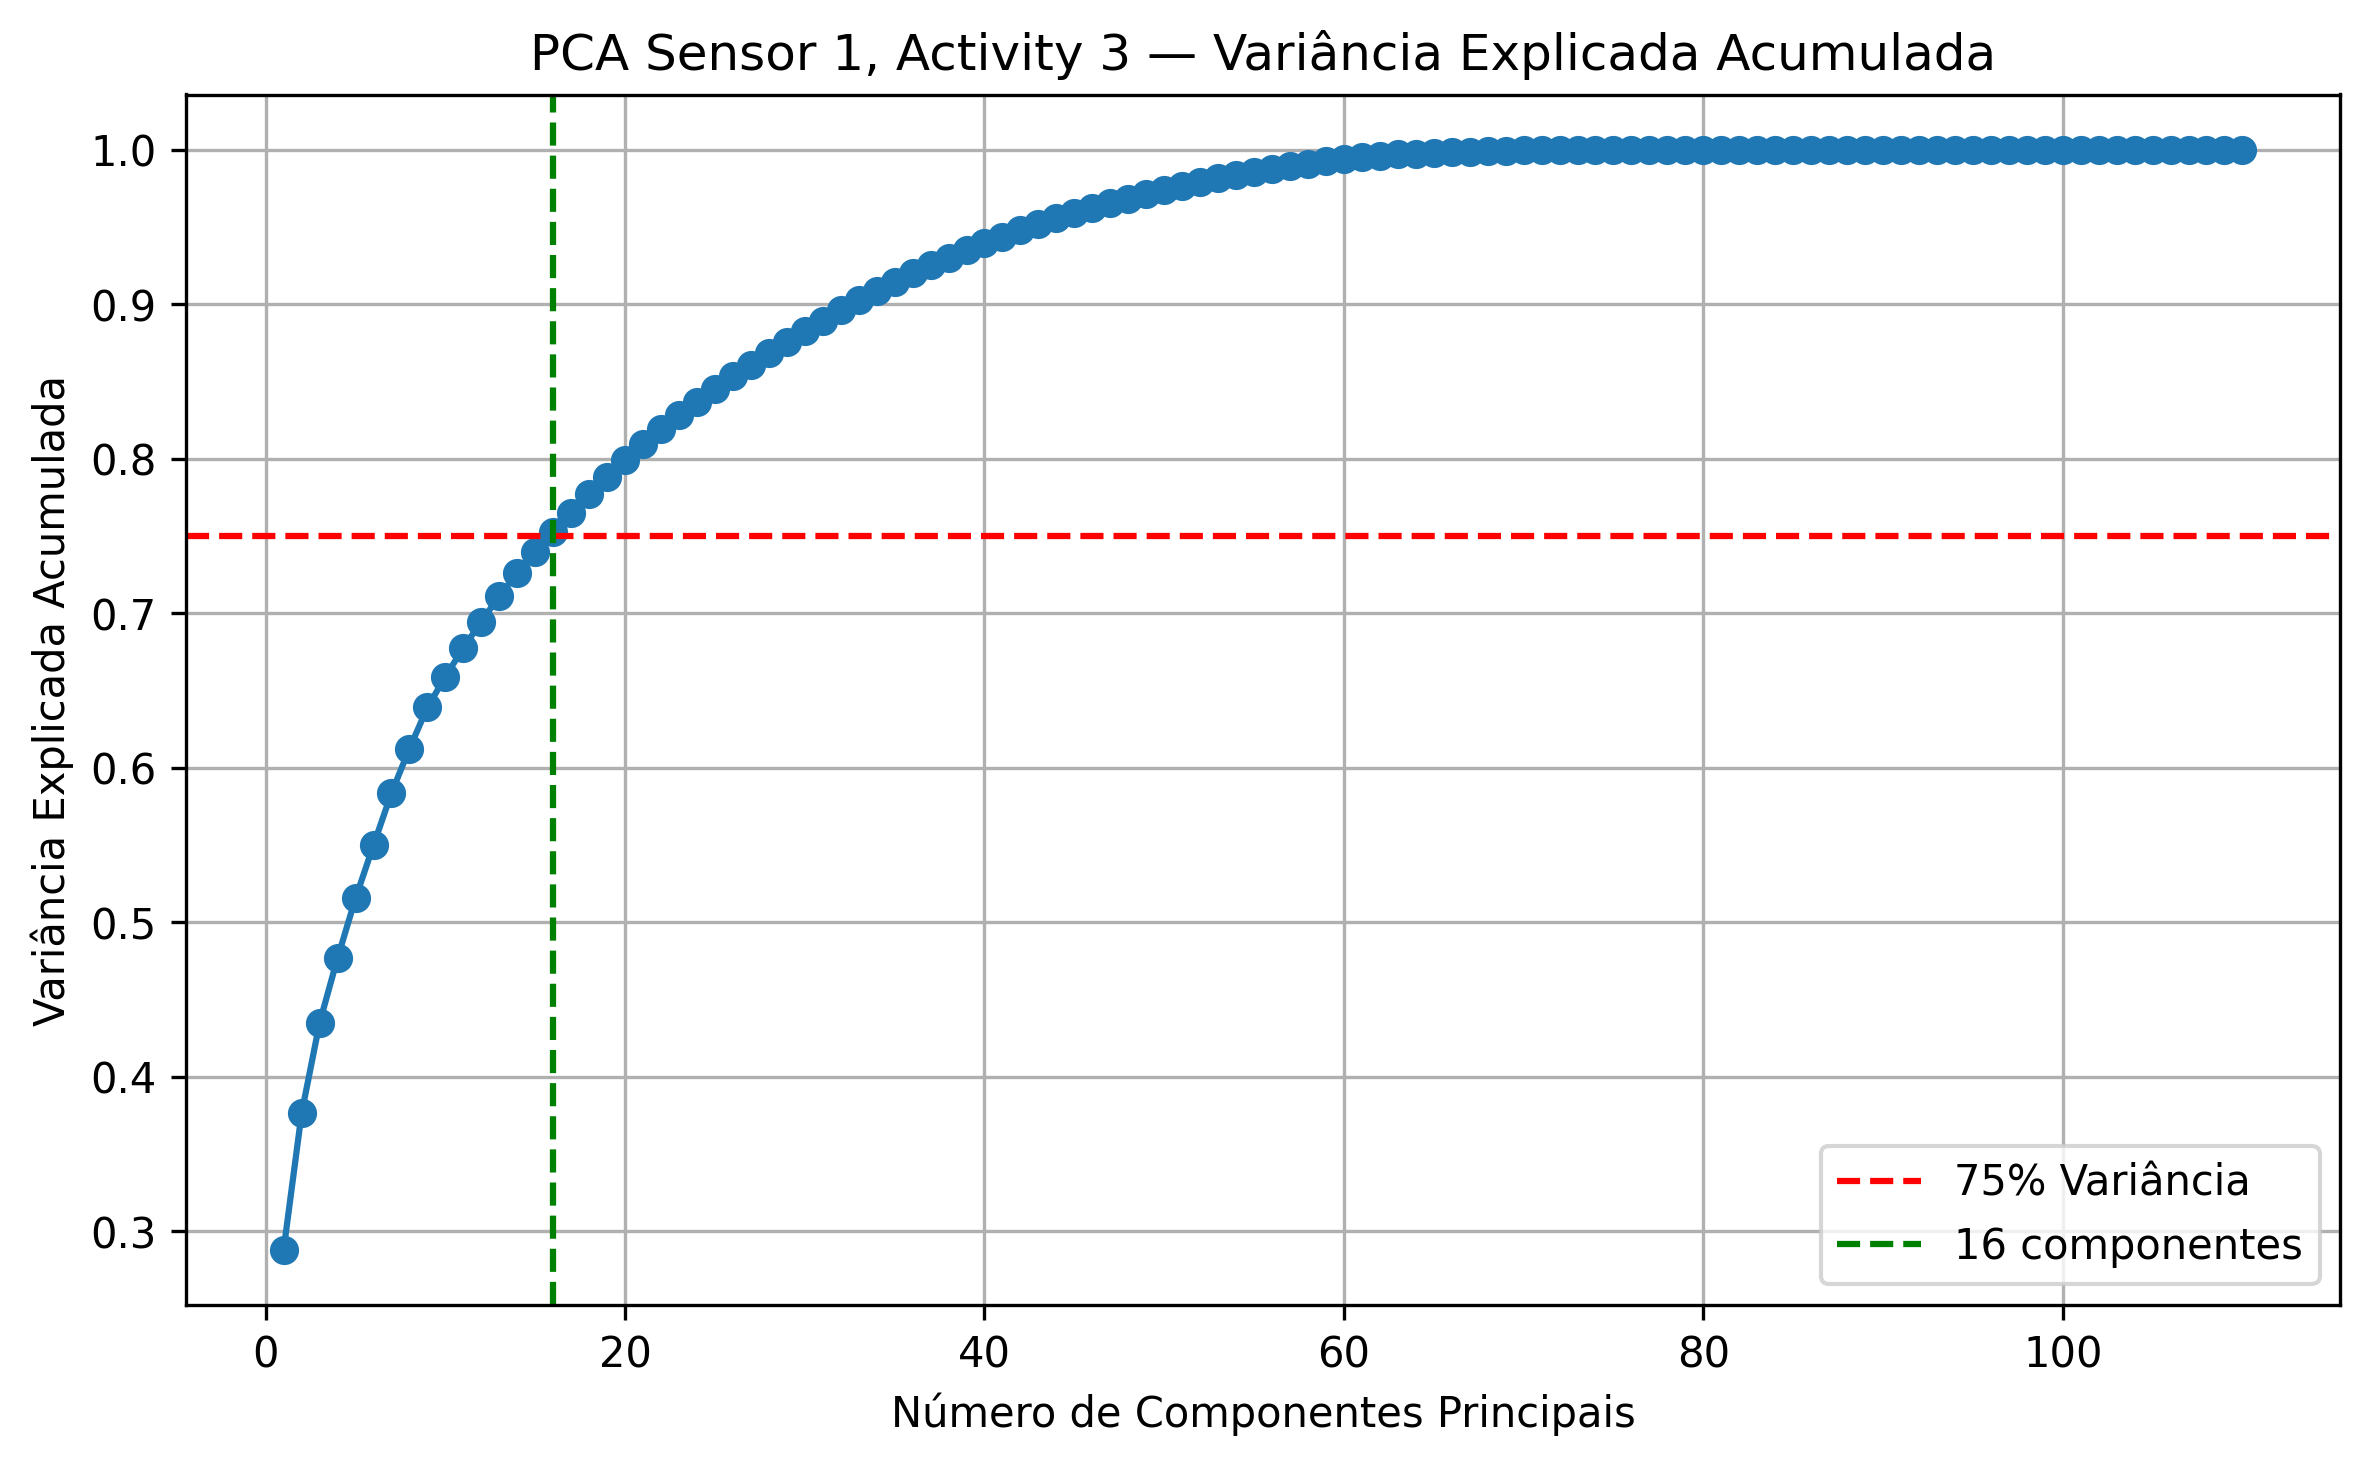 PCA Sensor 1, Activity 3 — Variância Explicada Acumulada
Variância Explicada Acumulada
1.0
0.9
0.8
0.7
0.6
0.5
0.4
0.3
75% Variância
16 componentes
0 20 40 60 80 100
Número de Componentes Principais